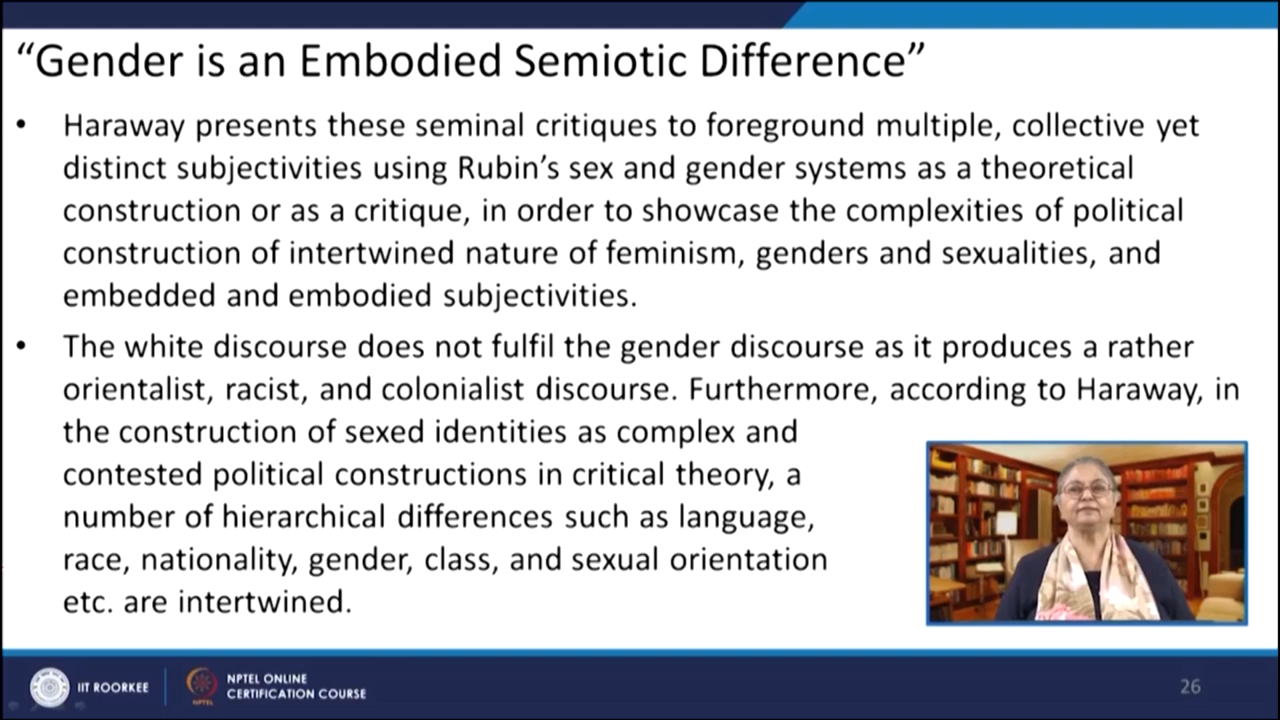 “Gender is an Embodied Semiotic Difference”
• Haraway presents these seminal critiques to foreground multiple, collective yet
distinct subjectivities using Rubin’s sex and gender systems as a theoretical
construction or as a critique, in order to showcase the complexities of political
construction of intertwined nature of feminism, genders and sexualities, and
embedded and embodied subjectivities.
• The white discourse does not fulfil the gender discourse as it produces a rather
orientalist, racist, and colonialist discourse. Furthermore, according to Haraway, in
the construction of sexed identities as complex and
contested political constructions in critical theory, a
number of hierarchical differences such as language,
race, nationality, gender, class, and sexual orientation
etc. are intertwined.
IIT ROORKEE
NPTEL
NPTEL ONLINE
CERTIFICATION COURSE
26